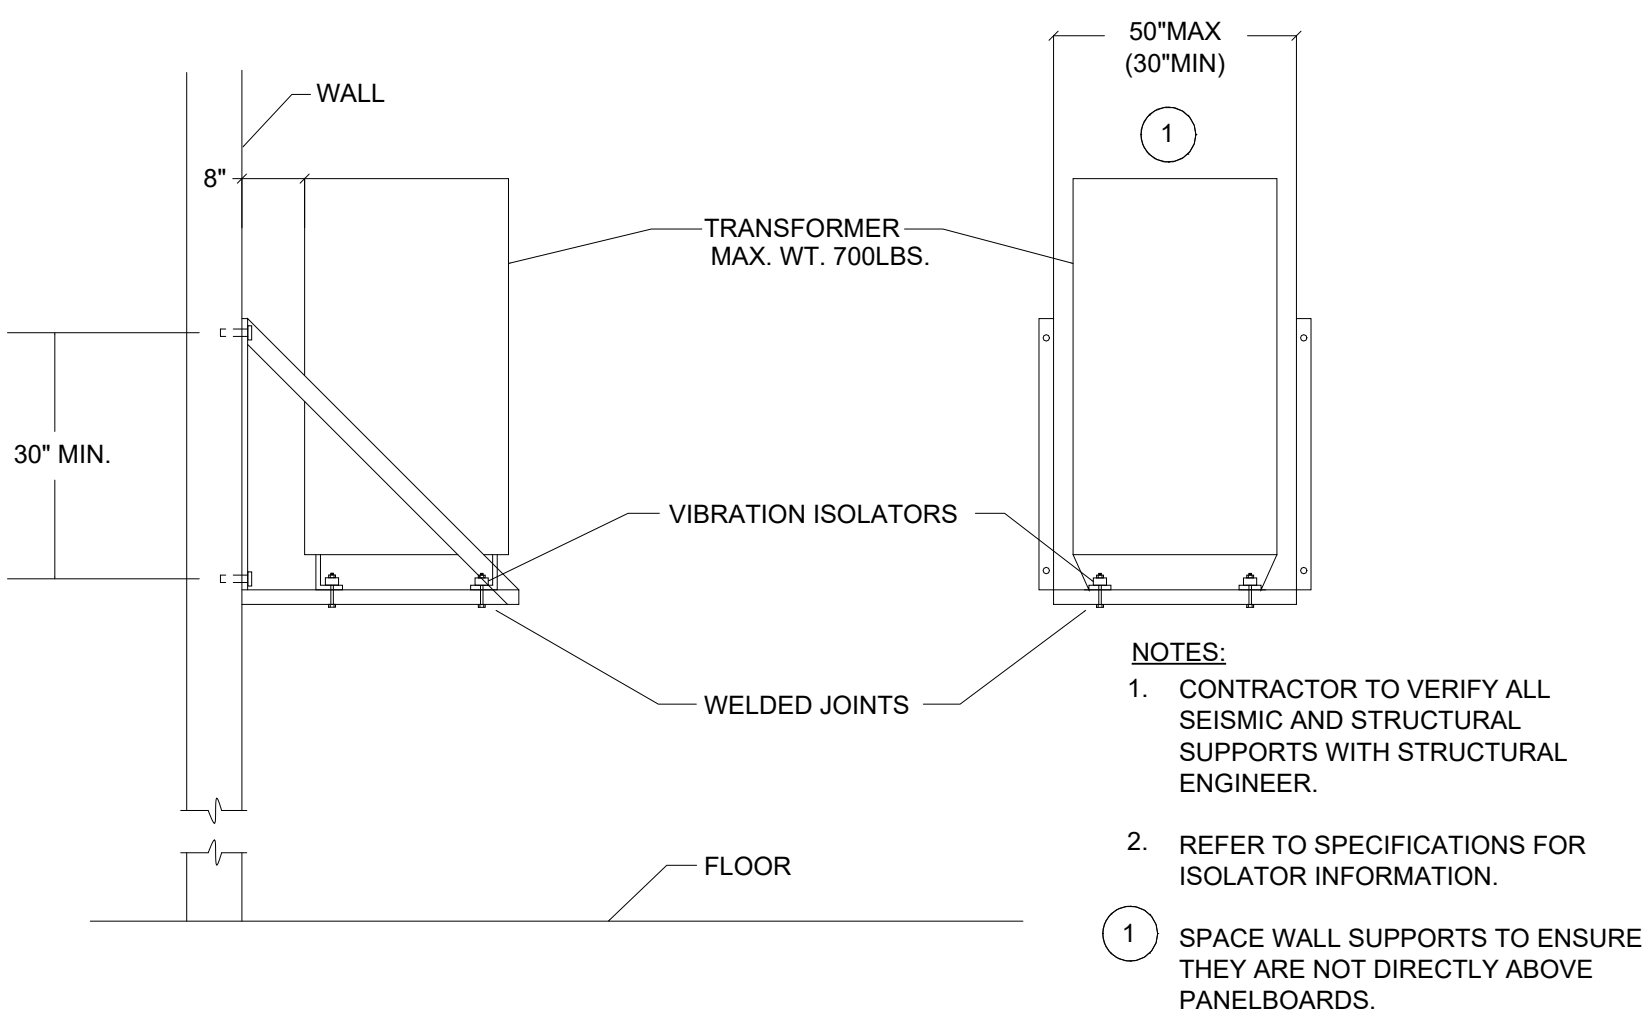 50"MAX
(30"MIN)
WALL
1
8"
TRANSFORMER
MAX. WT. 700LBS.
30" MIN.
VIBRATION ISOLATORS
WELDED JOINTS
FLOOR
NOTES:
1. CONTRACTOR TO VERIFY ALL
SEISMIC AND STRUCTURAL
SUPPORTS WITH STRUCTURAL
ENGINEER.
2. REFER TO SPECIFICATIONS FOR
ISOLATOR INFORMATION.
1 SPACE WALL SUPPORTS TO ENSURE
THEY ARE NOT DIRECTLY ABOVE
PANELBOARDS.